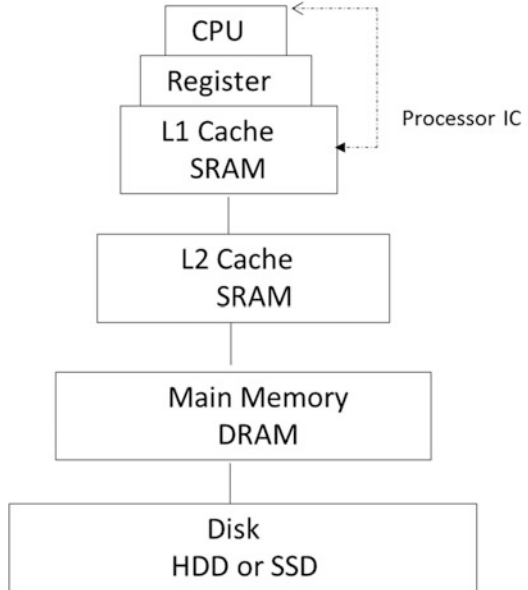 CPU
Register
Processor IC
L1 Cache
SRAM
L2 Cache
SRAM
Main Memory
DRAM
Disk
HDD or SSD